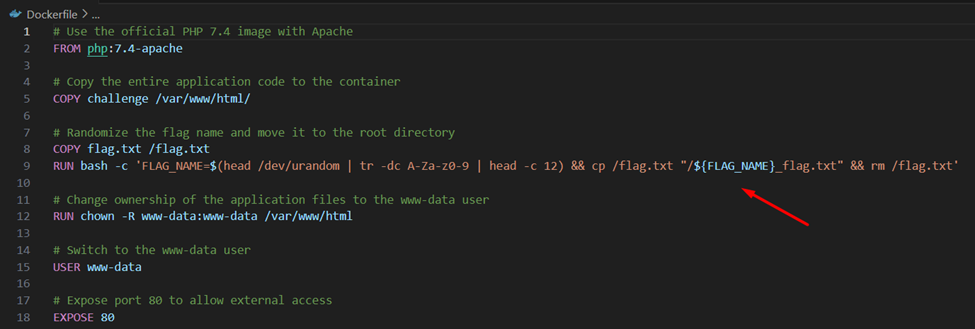 Dockerfile > ...
1 # Use the official PHP 7.4 image with Apache
2 FROM php:7.4-apache
3
4 # Copy the entire application code to the container
5 COPY challenge /var/www/html/
6
7 # Randomize the flag name and move it to the root directory
8 COPY flag.txt /flag.txt
9 RUN bash -c 'FLAG_NAME=$(head /dev/urandom | tr -dc A-Za-z0-9 | head -c 12) && cp /flag.txt "/${FLAG_NAME}_flag.txt" && rm /flag.txt'
10
11 # Change ownership of the application files to the www-data user
12 RUN chown -R www-data:www-data /var/www/html
13
14 # Switch to the www-data user
15 USER www-data
16
17 # Expose port 80 to allow external access
18 EXPOSE 80